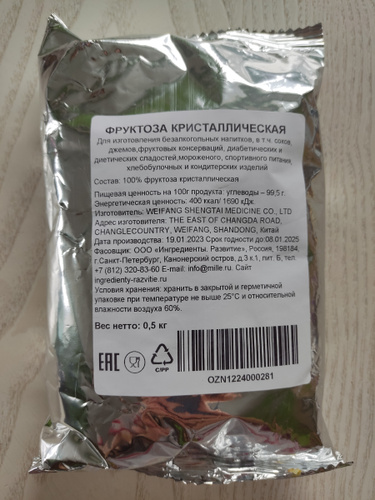 ФРУКТОЗА КРИСТАЛЛИЧЕСКАЯ
Для изготовления безалкогольных напитков, в т.ч. соков,
джемов,фруктовых консерваций, диабетических и
диетических сладостей,мороженого, спортивного питания,
хлебобулочных и кондитерских изделий
Состав: 100% фруктоза кристаллическая
Пищевая ценность на 100г продукта углеводы – 99,5 г.
Энергетическая ценность: 400 ккал/ 1690 кДж
Изготовитель: WEIFANG SHENGTAI MEDICINE CO., LTD
Адрес изготовителя: THE EAST OF CHANGDA ROAD,
CHANGLECOUNTRY, WEIFANG, SHANDONG, Китай
Дата производства: 19.01.2023 Срок годности до:08.01.2025
Фасовщик: ООО «Ингредиенты. Развитие», Россия, 198184
г.Санкт-Петербург, Канонерский остров, д.3 к.1, лит. Б, тел.
+7 (812) 320-83-60 E-mail: info@mille.ru. Сайт
ingredienty-razvitie.ru
Условия хранения: хранить в закрытой и герметичной
упаковке при температуре не выше 25°С и относительной
влажности воздуха 60%.
Вес нетто: 0,5 кг
EAC
C/PP
OZN1224000281